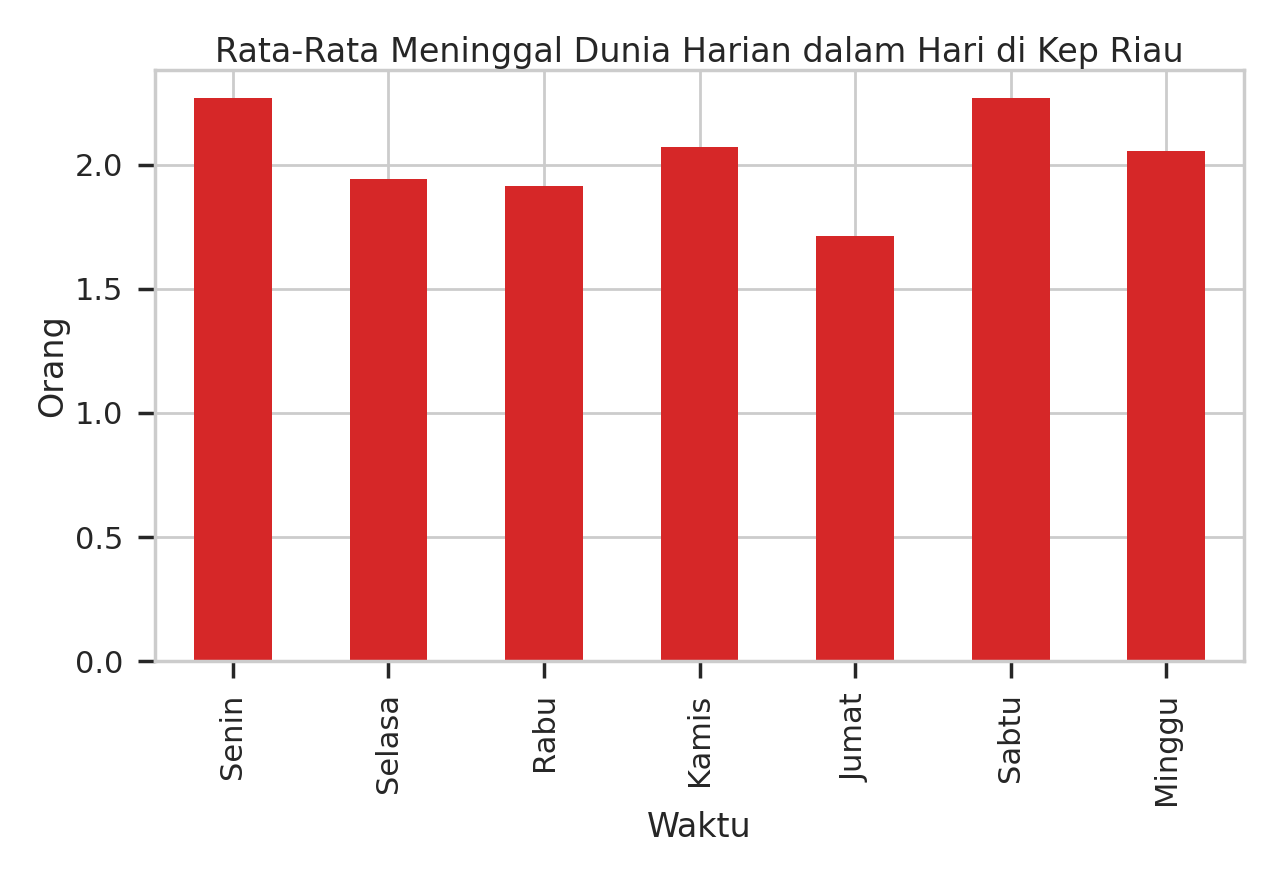 Rata-Rata Meninggal Dunia Harian dalam Hari di Kep Riau
Orang
2.0
1.5
1.0
0.5
0.0
Senin
Selasa
Rabu
Kamis
Jumat
Sabtu
Minggu
Waktu